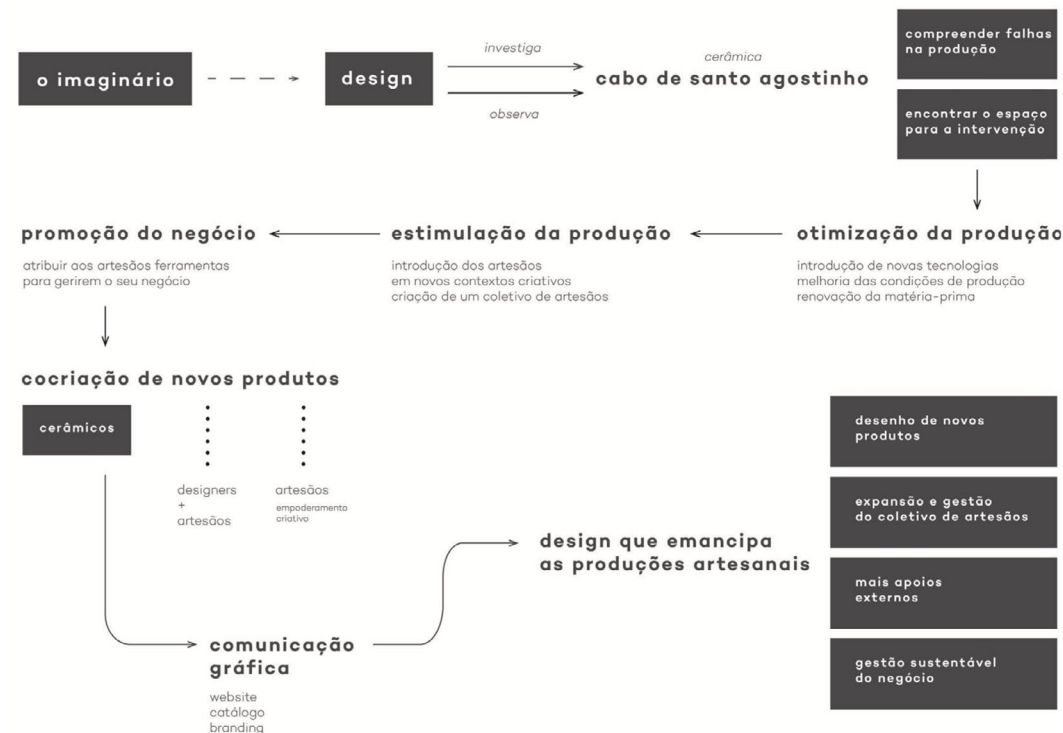 o imaginário
design
investiga
observa
cerâmica
cabo de santo agostinho
compreender falhas
na produção
encontrar o espaço
para a intervenção
promoção do negócio
atribuir aos artesãos ferramentas
para gerirem o seu negócio
estimulação da produção
introdução dos artesãos
em novos contextos criativos
criação de um coletivo de artesãos
otimização da produção
introdução de novas tecnologias
melhoria das condições de produção
renovação da matéria-prima
cocriação de novos produtos
cerâmicos
designers
+
artesãos
artesãos
empoderamento
criativo
comunicação
gráfica
website
catálogo
branding
design que emancipa
as produções artesanais
desenho de novos
produtos
expansão e gestão
do coletivo de artesãos
mais apoios
externos
gestão sustentável
do negócio